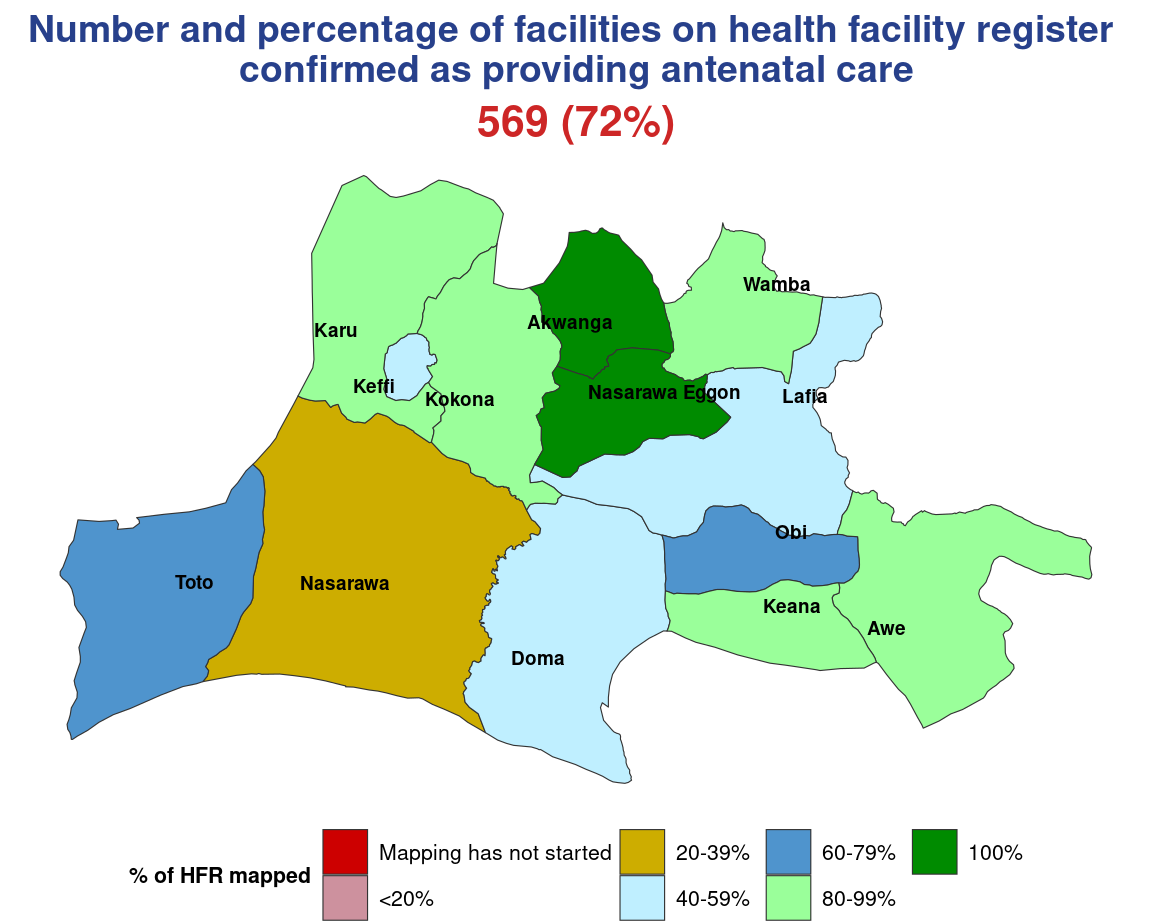 Number and percentage of facilities on health facility register
confirmed as providing antenatal care
569 (72%)
Wamba
Akwanga
Karu
Keffi
Kokona
Nasarawa Eggon
Lafia
Obi
Toto
Nasarawa
Keana
Awe
Doma
% of HFR mapped
Mapping has not started
<20%
20-39%
40-59%
60-79%
80-99%
100%